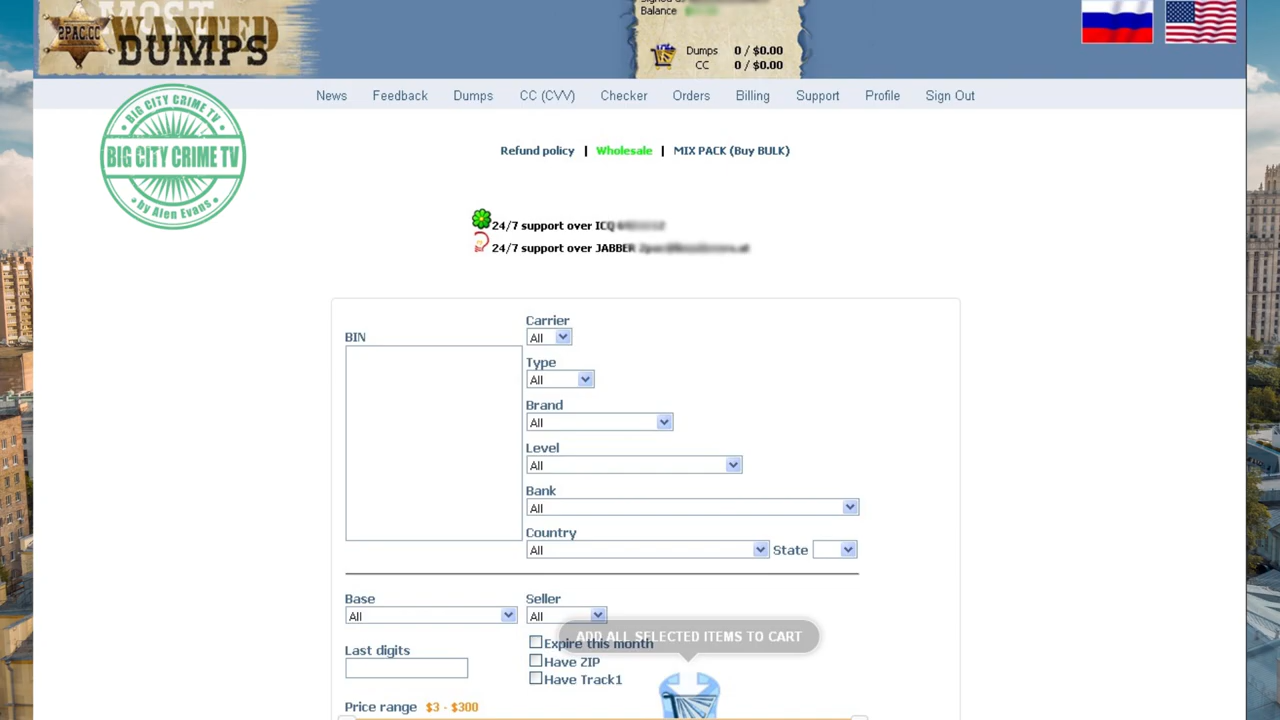 MOST
WANTED
2PAC.CC
DUMPS
Balance
Dumps 0 / $0.00
CC 0 / $0.00
News Feedback Dumps CC (CVV) Checker Orders Billing Support Profile Sign Out
BIG CITY CRIME TV
BIG CITY CRIME TV
by Alen Evans
Refund policy | Wholesale | MIX PACK (Buy BULK)
24/7 support over ICQ
24/7 support over JABBER
BIN
Carrier
All
Type
All
Brand
All
Level
All
Bank
All
Country
All State
Base
All
Seller
All
ADD ALL SELECTED ITEMS TO CART
Last digits
Expire this month
Have ZIP
Have Track1
Price range $3 - $300